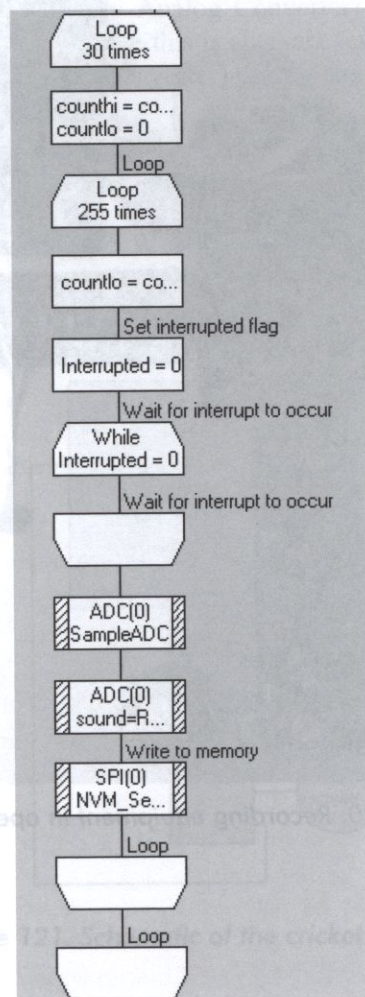 Loop
30 times
counthi = co...
countlo = 0
Loop
Loop
255 times
countlo = co...
Set interrupted flag
Interrupted = 0
Wait for interrupt to occur
While
Interrupted = 0
Wait for interrupt to occur
ADC(0)
SampleADC
ADC(0)
sound=R...
Write to memory
SPI(0)
NVM_Se...
Loop
Loop